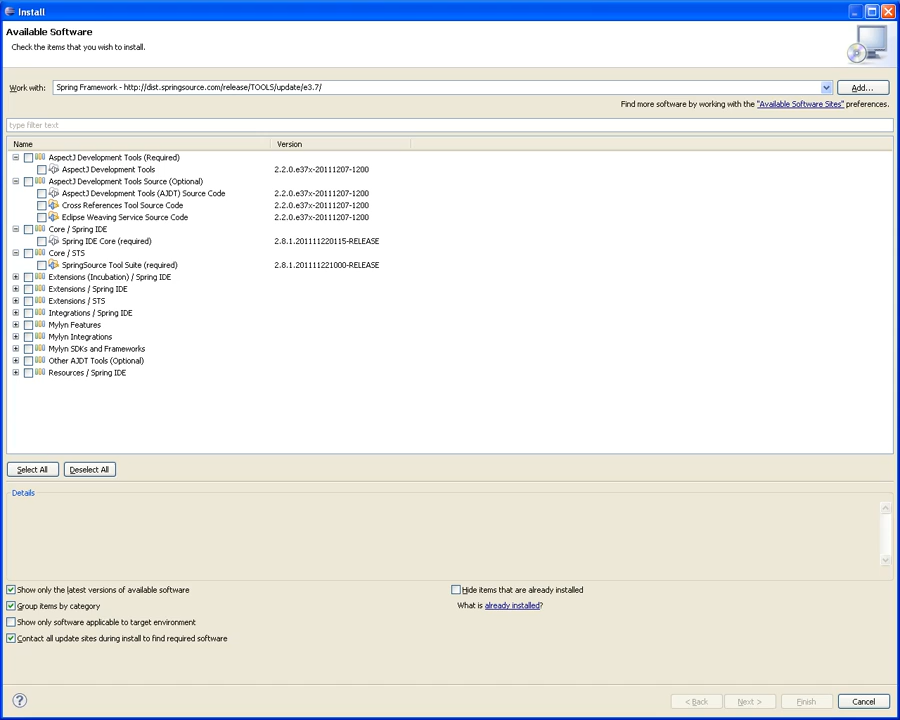 Install
Available Software
Check the items that you wish to install.
Work with: Spring Framework - http://dist.springsource.com/release/TOOLS/update/e3.7/ Add...
Find more software by working with the "Available Software Sites" preferences.
type filter text
Name Version
AspectJ Development Tools (Required)
AspectJ Development Tools 2.2.0.e37x-20111207-1200
AspectJ Development Tools Source (Optional)
AspectJ Development Tools (AJDT) Source Code 2.2.0.e37x-20111207-1200
Cross References Tool Source Code 2.2.0.e37x-20111207-1200
Eclipse Weaving Service Source Code 2.2.0.e37x-20111207-1200
Core / Spring IDE
Spring IDE Core (required) 2.8.1.201111220115-RELEASE
Core / STS
SpringSource Tool Suite (required) 2.8.1.201111221000-RELEASE
Extensions (Incubation) / Spring IDE
Extensions / Spring IDE
Extensions / STS
Integrations / Spring IDE
Mylyn Features
Mylyn Integrations
Mylyn SDKs and Frameworks
Other AJDT Tools (Optional)
Resources / Spring IDE
Select All Deselect All
Details
Show only the latest versions of available software Hide items that are already installed
Group items by category What is already installed?
Show only software applicable to target environment
Contact all update sites during install to find required software
? < Back Next > Finish Cancel